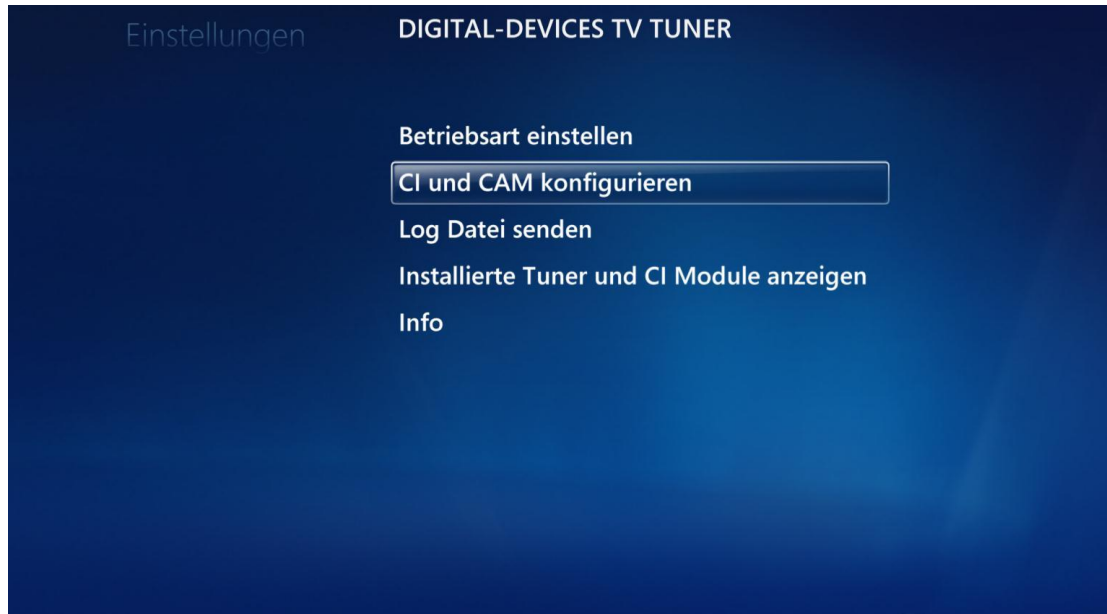 Einstellungen
DIGITAL-DEVICES TV TUNER
Betriebsart einstellen
CI und CAM konfigurieren
Log Datei senden
Installierte Tuner und CI Module anzeigen
Info